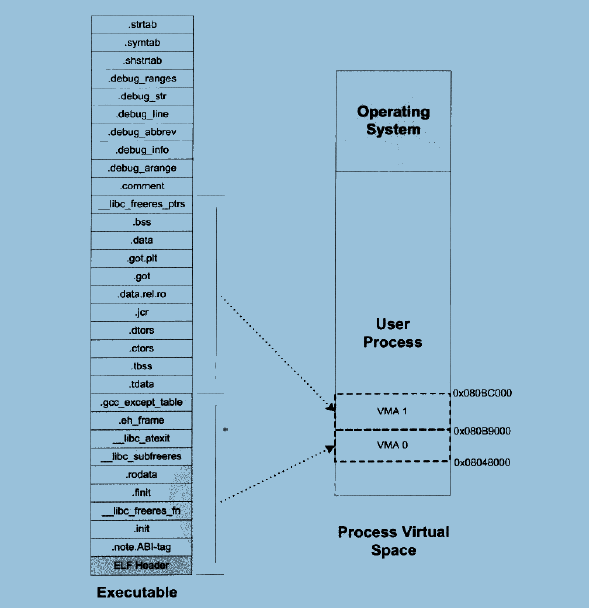 .strtab
.symtab
.shstrtab
.debug_ranges
.debug_str
.debug_line
.debug_abbrev
.debug_info
.debug_arange
.comment
__libc_freeres_ptrs
.bss
.data
.got.plt
.got
.data.rel.ro
.jcr
.dtors
.ctors
.tbss
.tdata
.gcc_except_table
.eh_frame
__libc_atexit
__libc_subfreeres
.rodata
.finit
__libc_freeres_fn
.init
.note.ABI-tag
ELF Header
Executable
Operating
System
User
Process
0x080BC000
VMA 1
0x080B9000
VMA 0
0x08048000
Process Virtual
Space